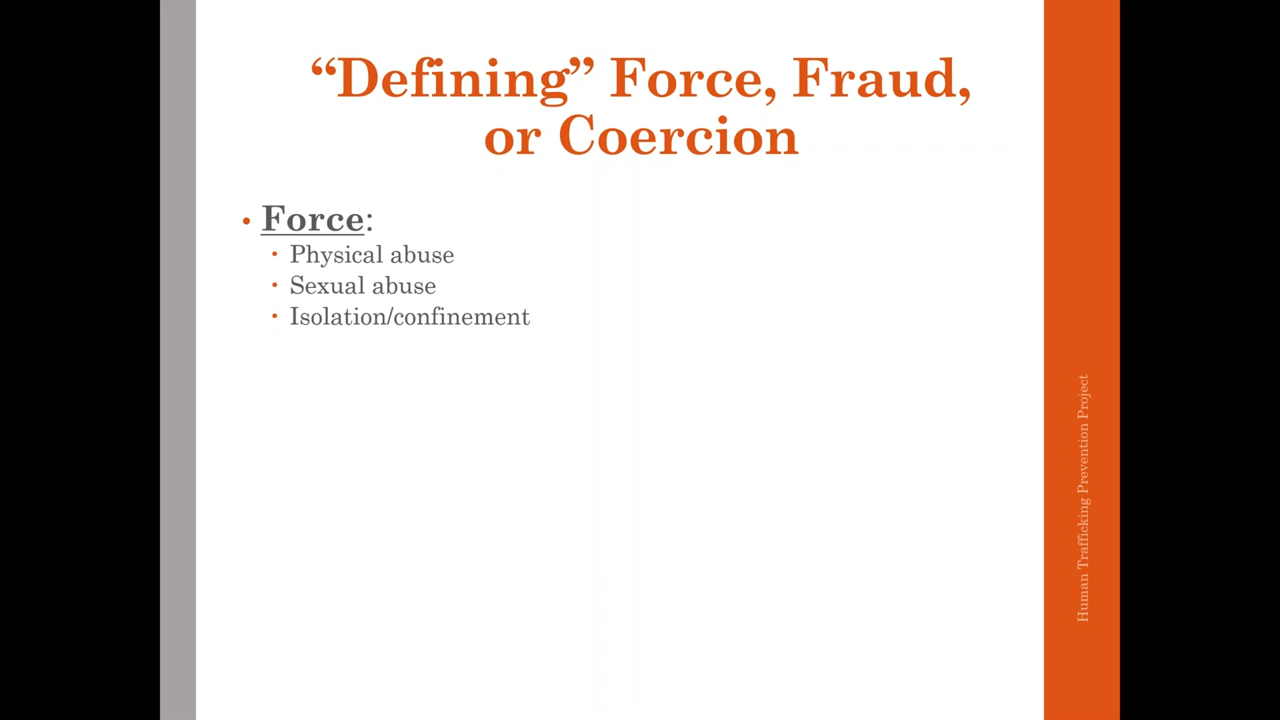 “Defining” Force, Fraud,
or Coercion
• Force:
• Physical abuse
• Sexual abuse
• Isolation/confinement
Human Trafficking Prevention Project